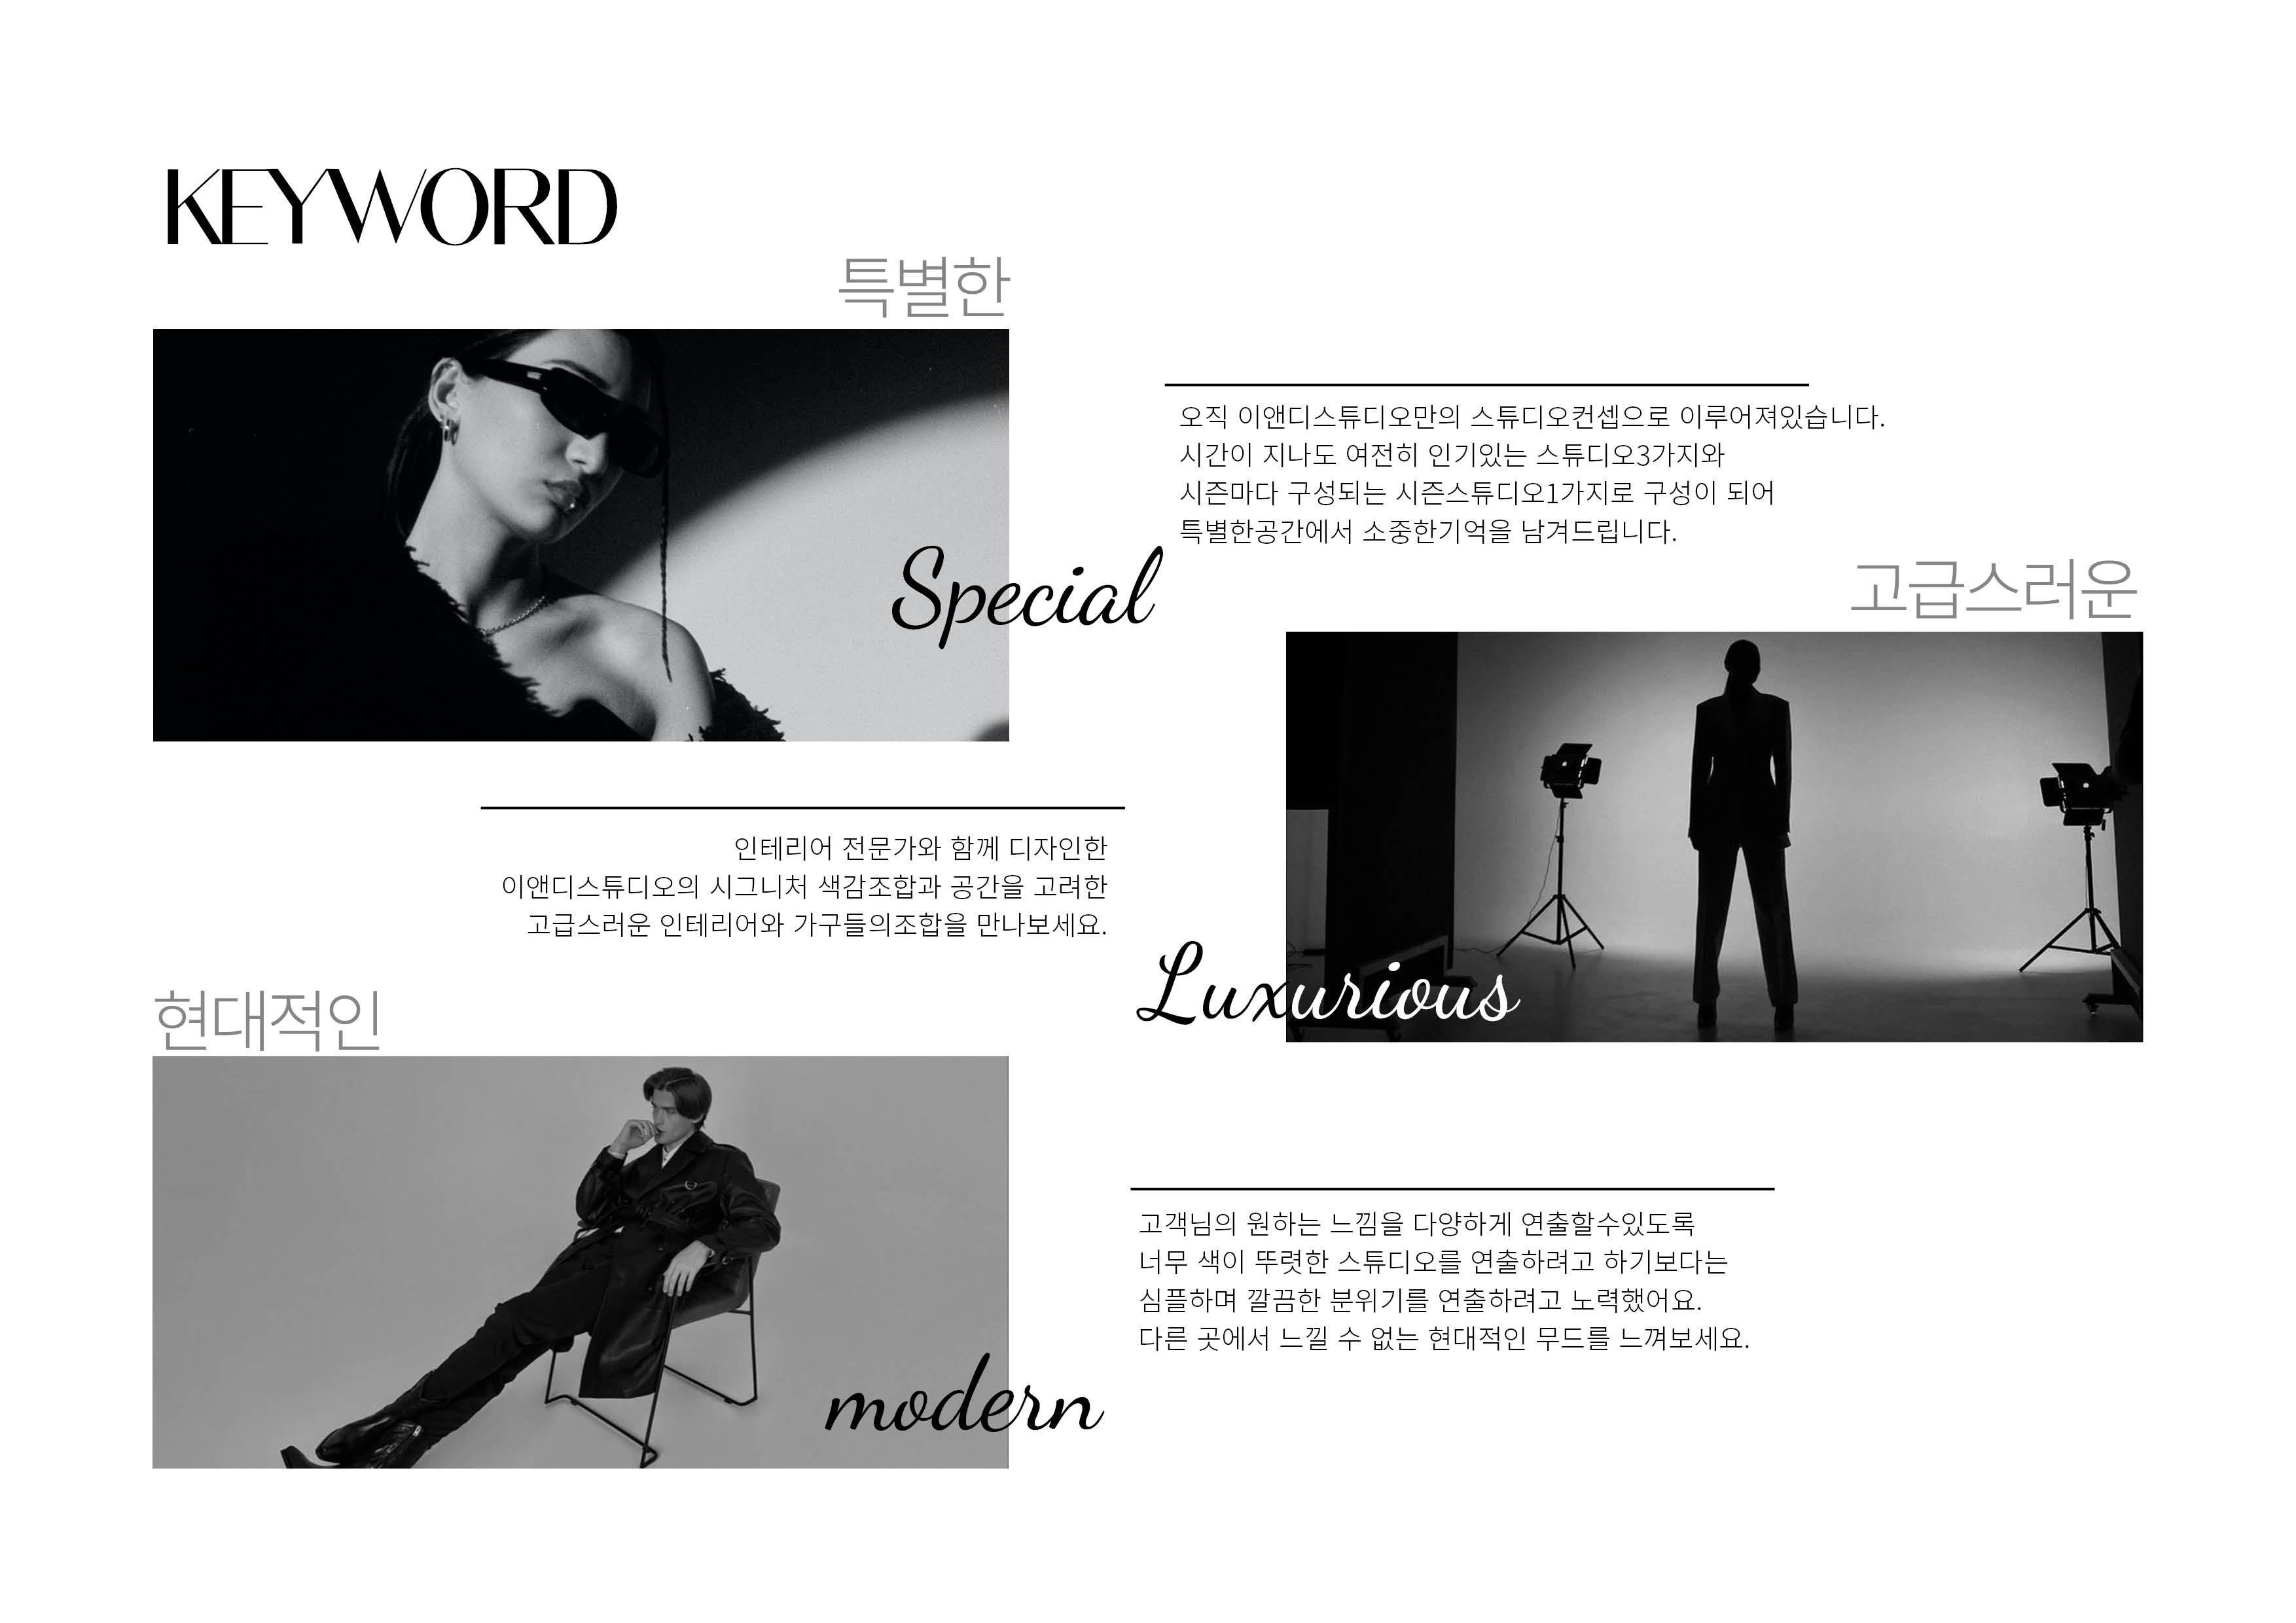 KEYWORD
특별한
오직 이앤디스튜디오만의 스튜디오컨셉으로 이루어져있습니다.
시간이 지나도 여전히 인기있는 스튜디오3가지와
시즌마다 구성되는 시즌스튜디오1가지로 구성이 되어
특별한공간에서 소중한기억을 남겨드립니다.
Special
고급스러운
인테리어 전문가와 함께 디자인한
이앤디스튜디오의 시그니처 색감조합과 공간을 고려한
고급스러운 인테리어와 가구들의조합을 만나보세요.
Luxurious
현대적인
고객님의 원하는 느낌을 다양하게 연출할수있도록
너무 색이 뚜렷한 스튜디오를 연출하려고 하기보다는
심플하며 깔끔한 분위기를 연출하려고 노력했어요.
다른 곳에서 느낄 수 없는 현대적인 무드를 느껴보세요.
modern